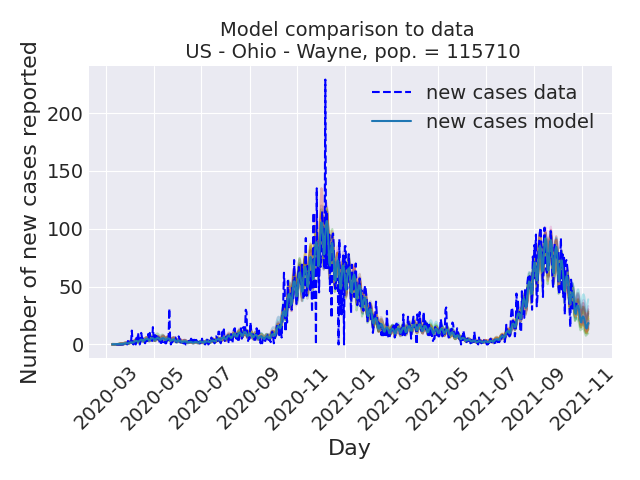 Model comparison to data
US - Ohio - Wayne, pop. = 115710
Number of new cases reported
200
150
100
50
0
new cases data
new cases model
2020-03
2020-05
2020-07
2020-09
2020-11
2021-01
2021-03
2021-05
2021-07
2021-09
2021-11
Day